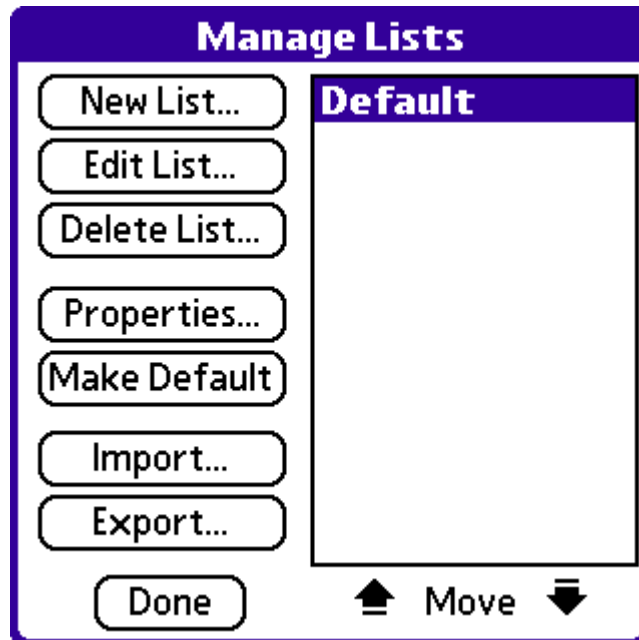 Manage Lists
New List...
Edit List...
Delete List...
Properties...
Make Default
Import...
Export...
Done
Default
Move